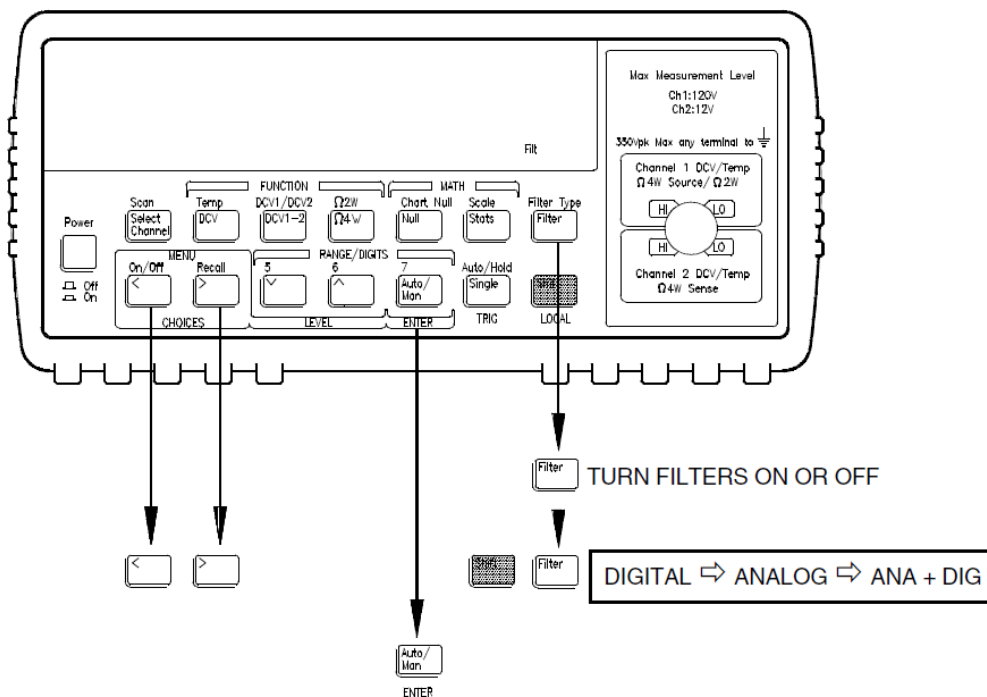 Max Measurement Level
Ch1:120V
Ch2:12V
350Vpk Max any terminal to
Filt
FUNCTION
MATH
Scan
Temp
DCV1/DCV2
Ω2W
Chart Null
Scale
Filter Type
Power
Select Channel
DCV
DCV1-2
Ω4W
Null
Stats
Filter
Channel 1 DCV/Temp
Ω4W Source/Ω2W
HI
LO
HI
LO
Channel 2 DCV/Temp
Ω4W Sense
MENU
RANGE/DIGITS
On/Off
Recall
5
6
7
Auto/Hold
Off
On
<
>
Auto/
Man
Single
Shift
CHOICES
LEVEL
ENTER
TRIG
LOCAL
Filter
TURN FILTERS ON OR OFF
<
>
Shift
Filter
DIGITAL ⇨ ANALOG ⇨ ANA + DIG
Auto/
Man
ENTER